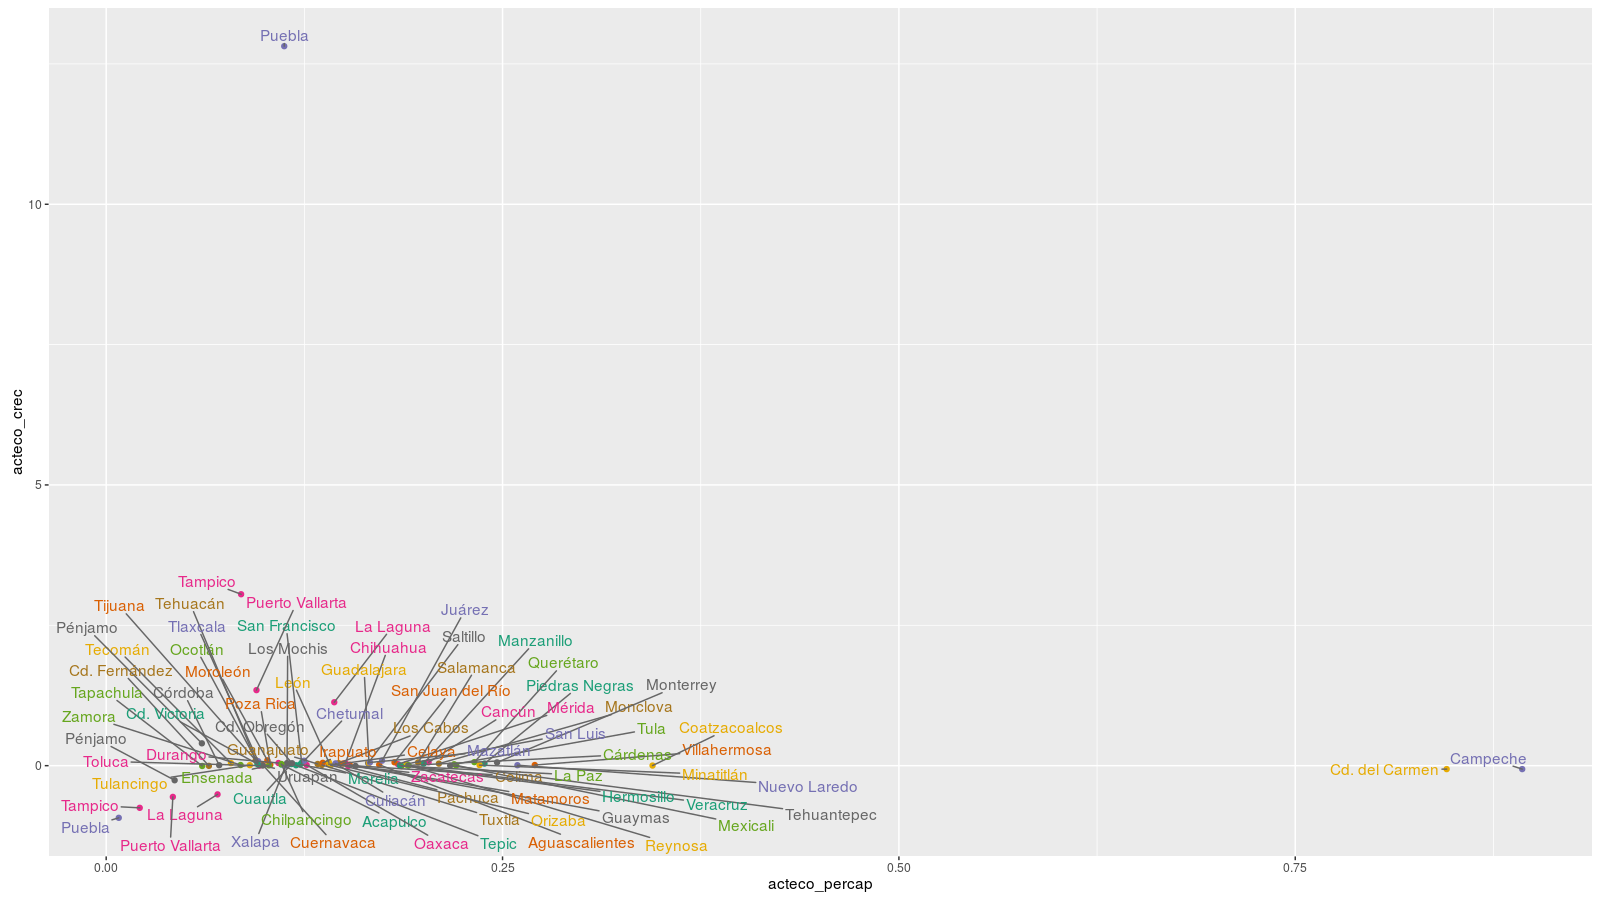 Puebla
10
acteco_crec
5
Tampico
Tijuana
Tehuacán
Puerto Vallarta
Juárez
Pénjamo
Tlaxcala
San Francisco
La Laguna
Saltillo
Manzanillo
Tecomán
Ocotlán
Los Mochis
Chihuahua
Querétaro
Cd. Fernández
Moroleón
Guadalajara
Salamanca
Tapachula
Córdoba
León
San Juan del Río
Piedras Negras
Monterrey
Poza Rica
Zamora
Cd. Victoria
Chetumal
Cancún
Mérida
Monclova
Pénjamo
Cd. Obregón
Los Cabos
San Luis
Tula
Coatzacoalcos
Toluca
Durango
Guanajuato
Irapuato
Celaya
Mazatlán
Cárdenas
Villahermosa
Campeche
0
Cd. del Carmen
Tulancingo
Ensenada
Uruapan
Morelia
Zacatecas
Colima
La Paz
Minatitlán
Nuevo Laredo
Tampico
La Laguna
Cuautla
Culiacán
Pachuca
Matamoros
Hermosillo
Veracruz
Tehuantepec
Puebla
Chilpancingo
Acapulco
Tuxtla
Orizaba
Guaymas
Mexicali
Puerto Vallarta
Xalapa
Cuernavaca
Oaxaca
Tepic
Aguascalientes
Reynosa
0.00
0.25
0.50
0.75
acteco_percap